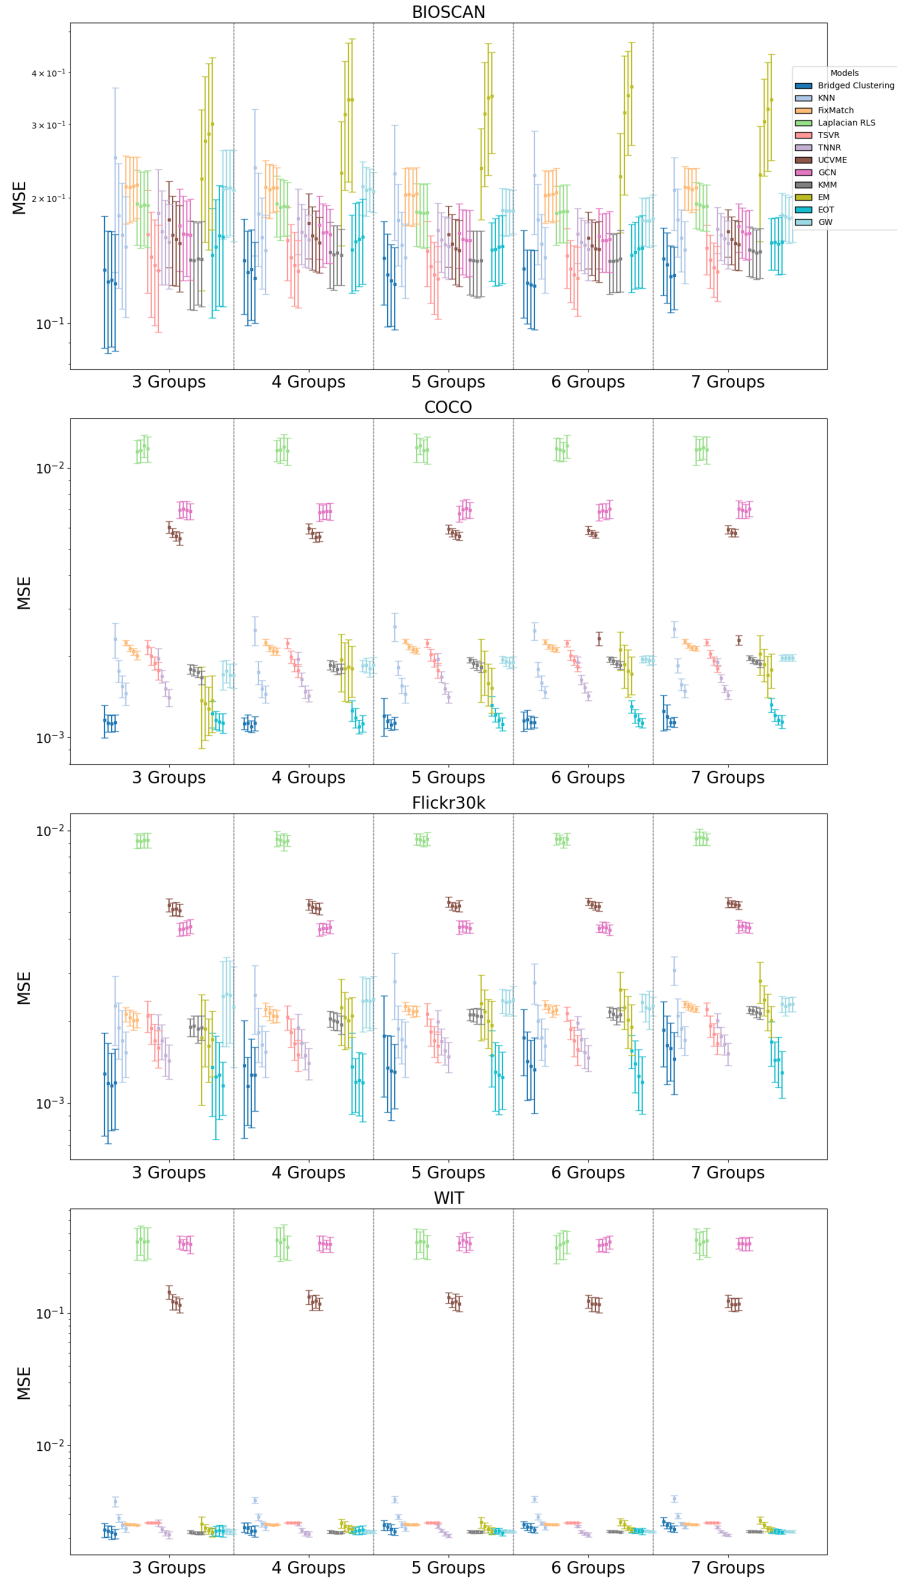 BIOSCAN
MSE
4 × 10⁻¹
3 × 10⁻¹
2 × 10⁻¹
10⁻¹
Models
Bridged Clustering
KNN
FixMatch
Laplacian RLS
TSVR
TNNR
UCVME
GCN
KMM
EM
EOT
GW
3 Groups 4 Groups 5 Groups 6 Groups 7 Groups
COCO
MSE
10⁻²
10⁻³
3 Groups 4 Groups 5 Groups 6 Groups 7 Groups
Flickr30k
MSE
10⁻²
10⁻³
3 Groups 4 Groups 5 Groups 6 Groups 7 Groups
WIT
MSE
10⁻¹
10⁻²
3 Groups 4 Groups 5 Groups 6 Groups 7 Groups